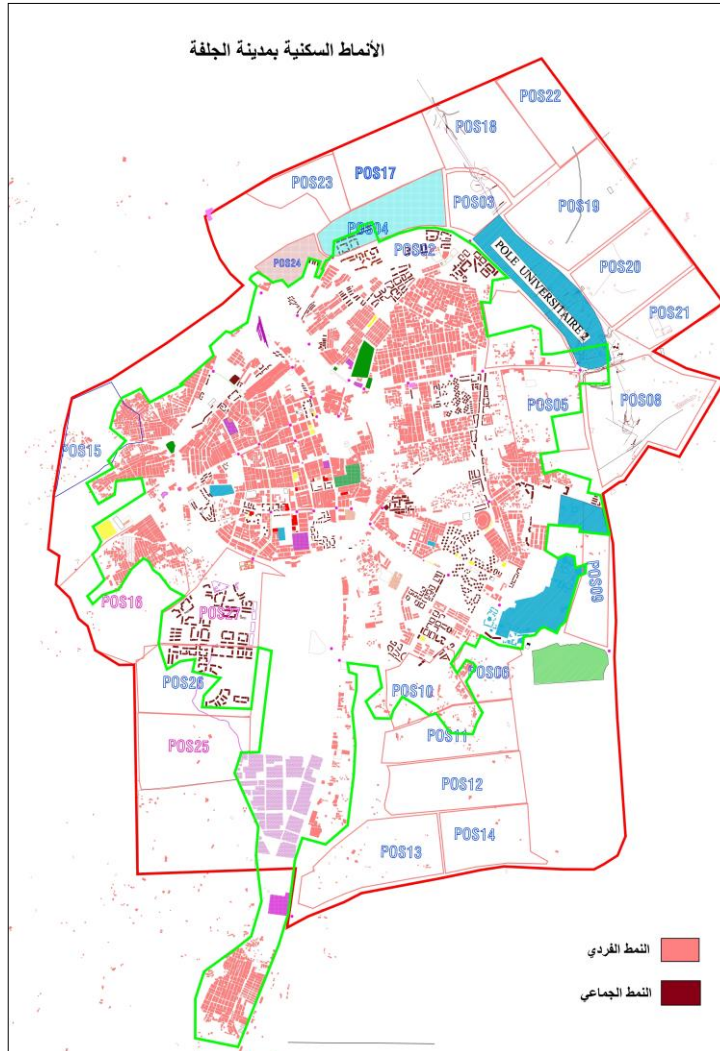 الأنماط السكنية بمدينة الجلفة
POS22
POS18
POS17
POS23
POS03
POS19
POS04
POS02
POS24
POLE UNIVERSITAIRE 2
POS20
POS21
POS05
POS08
POS15
POS09
POS16
POS27
POS26
POS06
POS10
POS25
POS11
POS12
POS13
POS14
النمط الفردي
النمط الجماعي